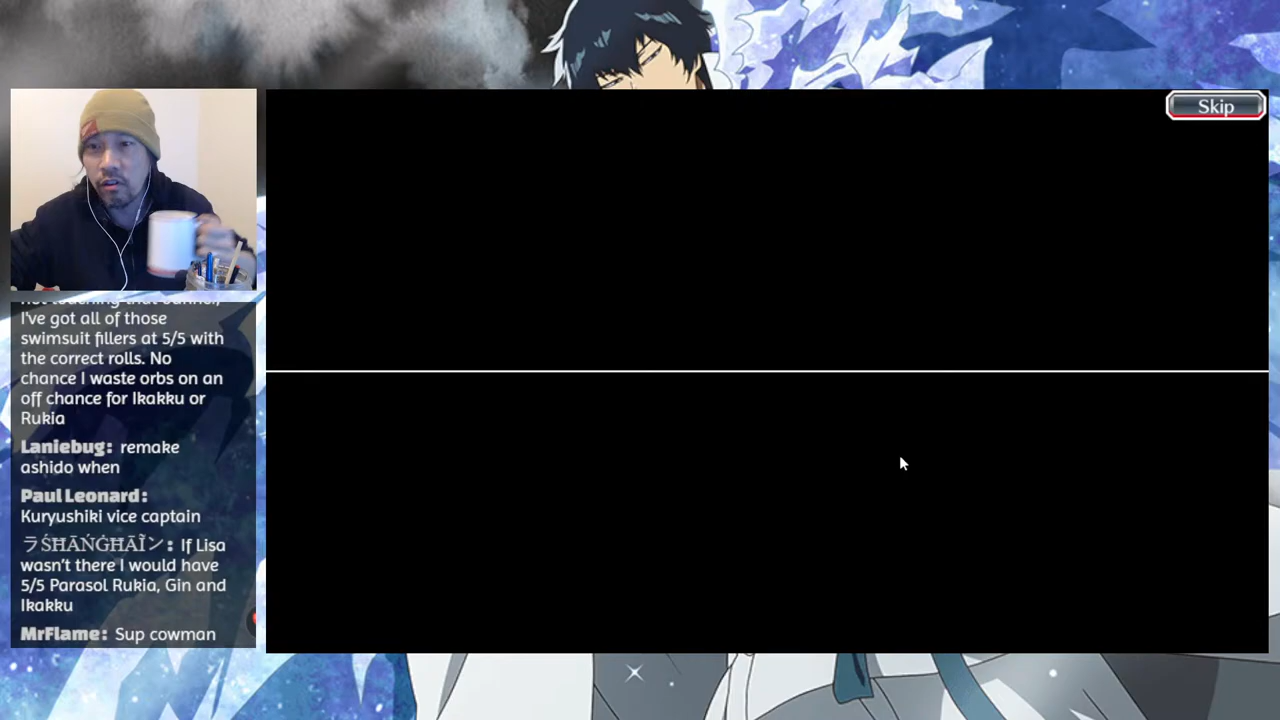 Skip
I've got all of those
swimsuit fillers at 5/5 with
the correct rolls. No
chance I waste orbs on an
off chance for Ikakku or
Rukia
Laniebug: remake
ashido when
Paul Leonard:
Kuryushiki vice captain
ラŚĦĀŃĠĦĀĨン: If Lisa
wasn't there I would have
5/5 Parasol Rukia, Gin and
Ikakku
MrFlame: Sup cowman